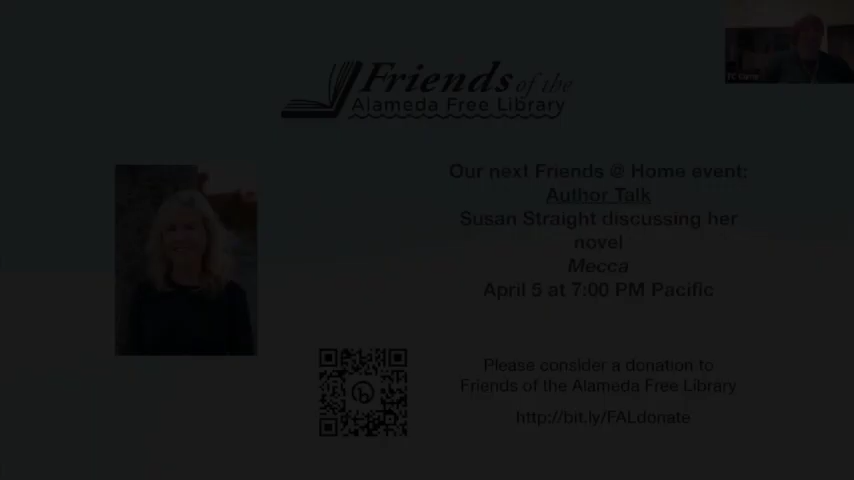 Friends of the
Alameda Free Library
Our next Friends @ Home event:
Author Talk
Susan Straight discussing her
novel
Mecca
April 5 at 7:00 PM Pacific
Please consider a donation to
Friends of the Alameda Free Library
http://bit.ly/FALdonate